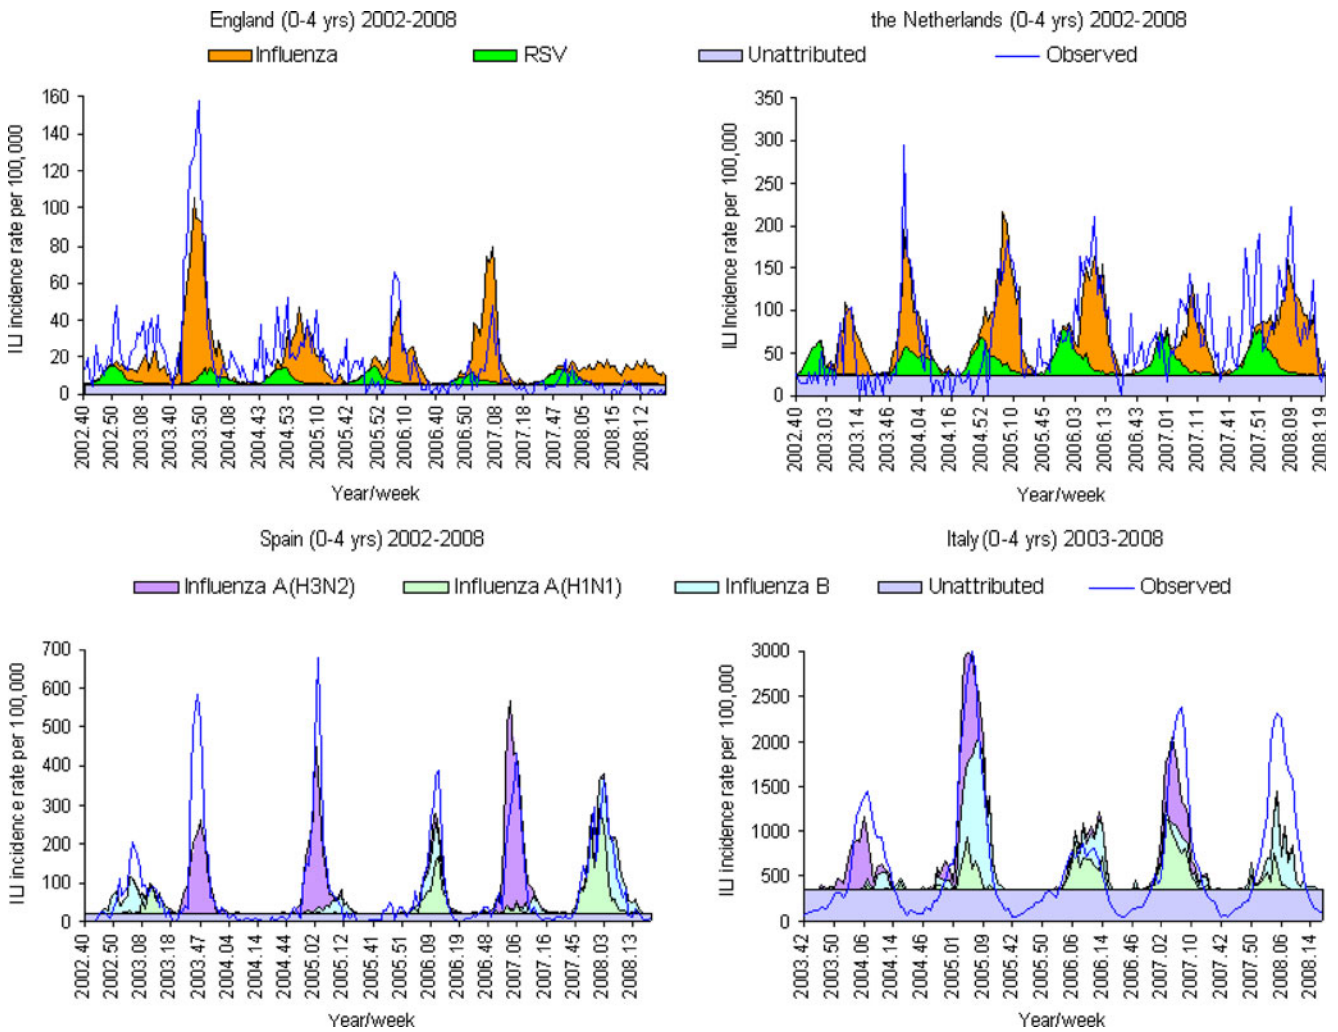 England (0-4 yrs) 2002-2008
the Netherlands (0-4 yrs) 2002-2008
Influenza RSV Unattributed Observed
ILI incidence rate per 100,000
160
140
120
100
80
60
40
20
0
2002.40 2002.50 2003.08 2003.40 2003.50 2004.08 2004.43 2004.53 2005.10 2005.42 2005.52 2006.10 2006.40 2006.50 2007.08 2007.18 2007.47 2008.05 2008.15 2008.12
Year/week
ILI Incidence rate per 100,000
350
300
250
200
150
100
50
0
2002.40 2003.03 2003.14 2003.46 2004.04 2004.16 2004.52 2005.10 2005.45 2006.03 2006.13 2006.43 2007.01 2007.11 2007.41 2007.51 2008.09 2008.19
Year/week
Spain (0-4 yrs) 2002-2008
Italy (0-4 yrs) 2003-2008
Influenza A(H3N2) Influenza A(H1N1) Influenza B Unattributed Observed
ILI incidence rate per 100,000
700
600
500
400
300
200
100
0
2002.40 2002.50 2003.08 2003.18 2003.47 2004.04 2004.14 2004.44 2005.02 2005.12 2005.41 2005.51 2006.09 2006.19 2006.48 2007.06 2007.16 2007.45 2008.03 2008.13
Year/week
ILI incidence rate per 100,000
3000
2500
2000
1500
1000
500
0
2003.42 2003.50 2004.06 2004.14 2004.46 2005.01 2005.09 2005.42 2005.50 2006.06 2006.14 2006.46 2007.02 2007.10 2007.42 2007.50 2008.06 2008.14
Year/week